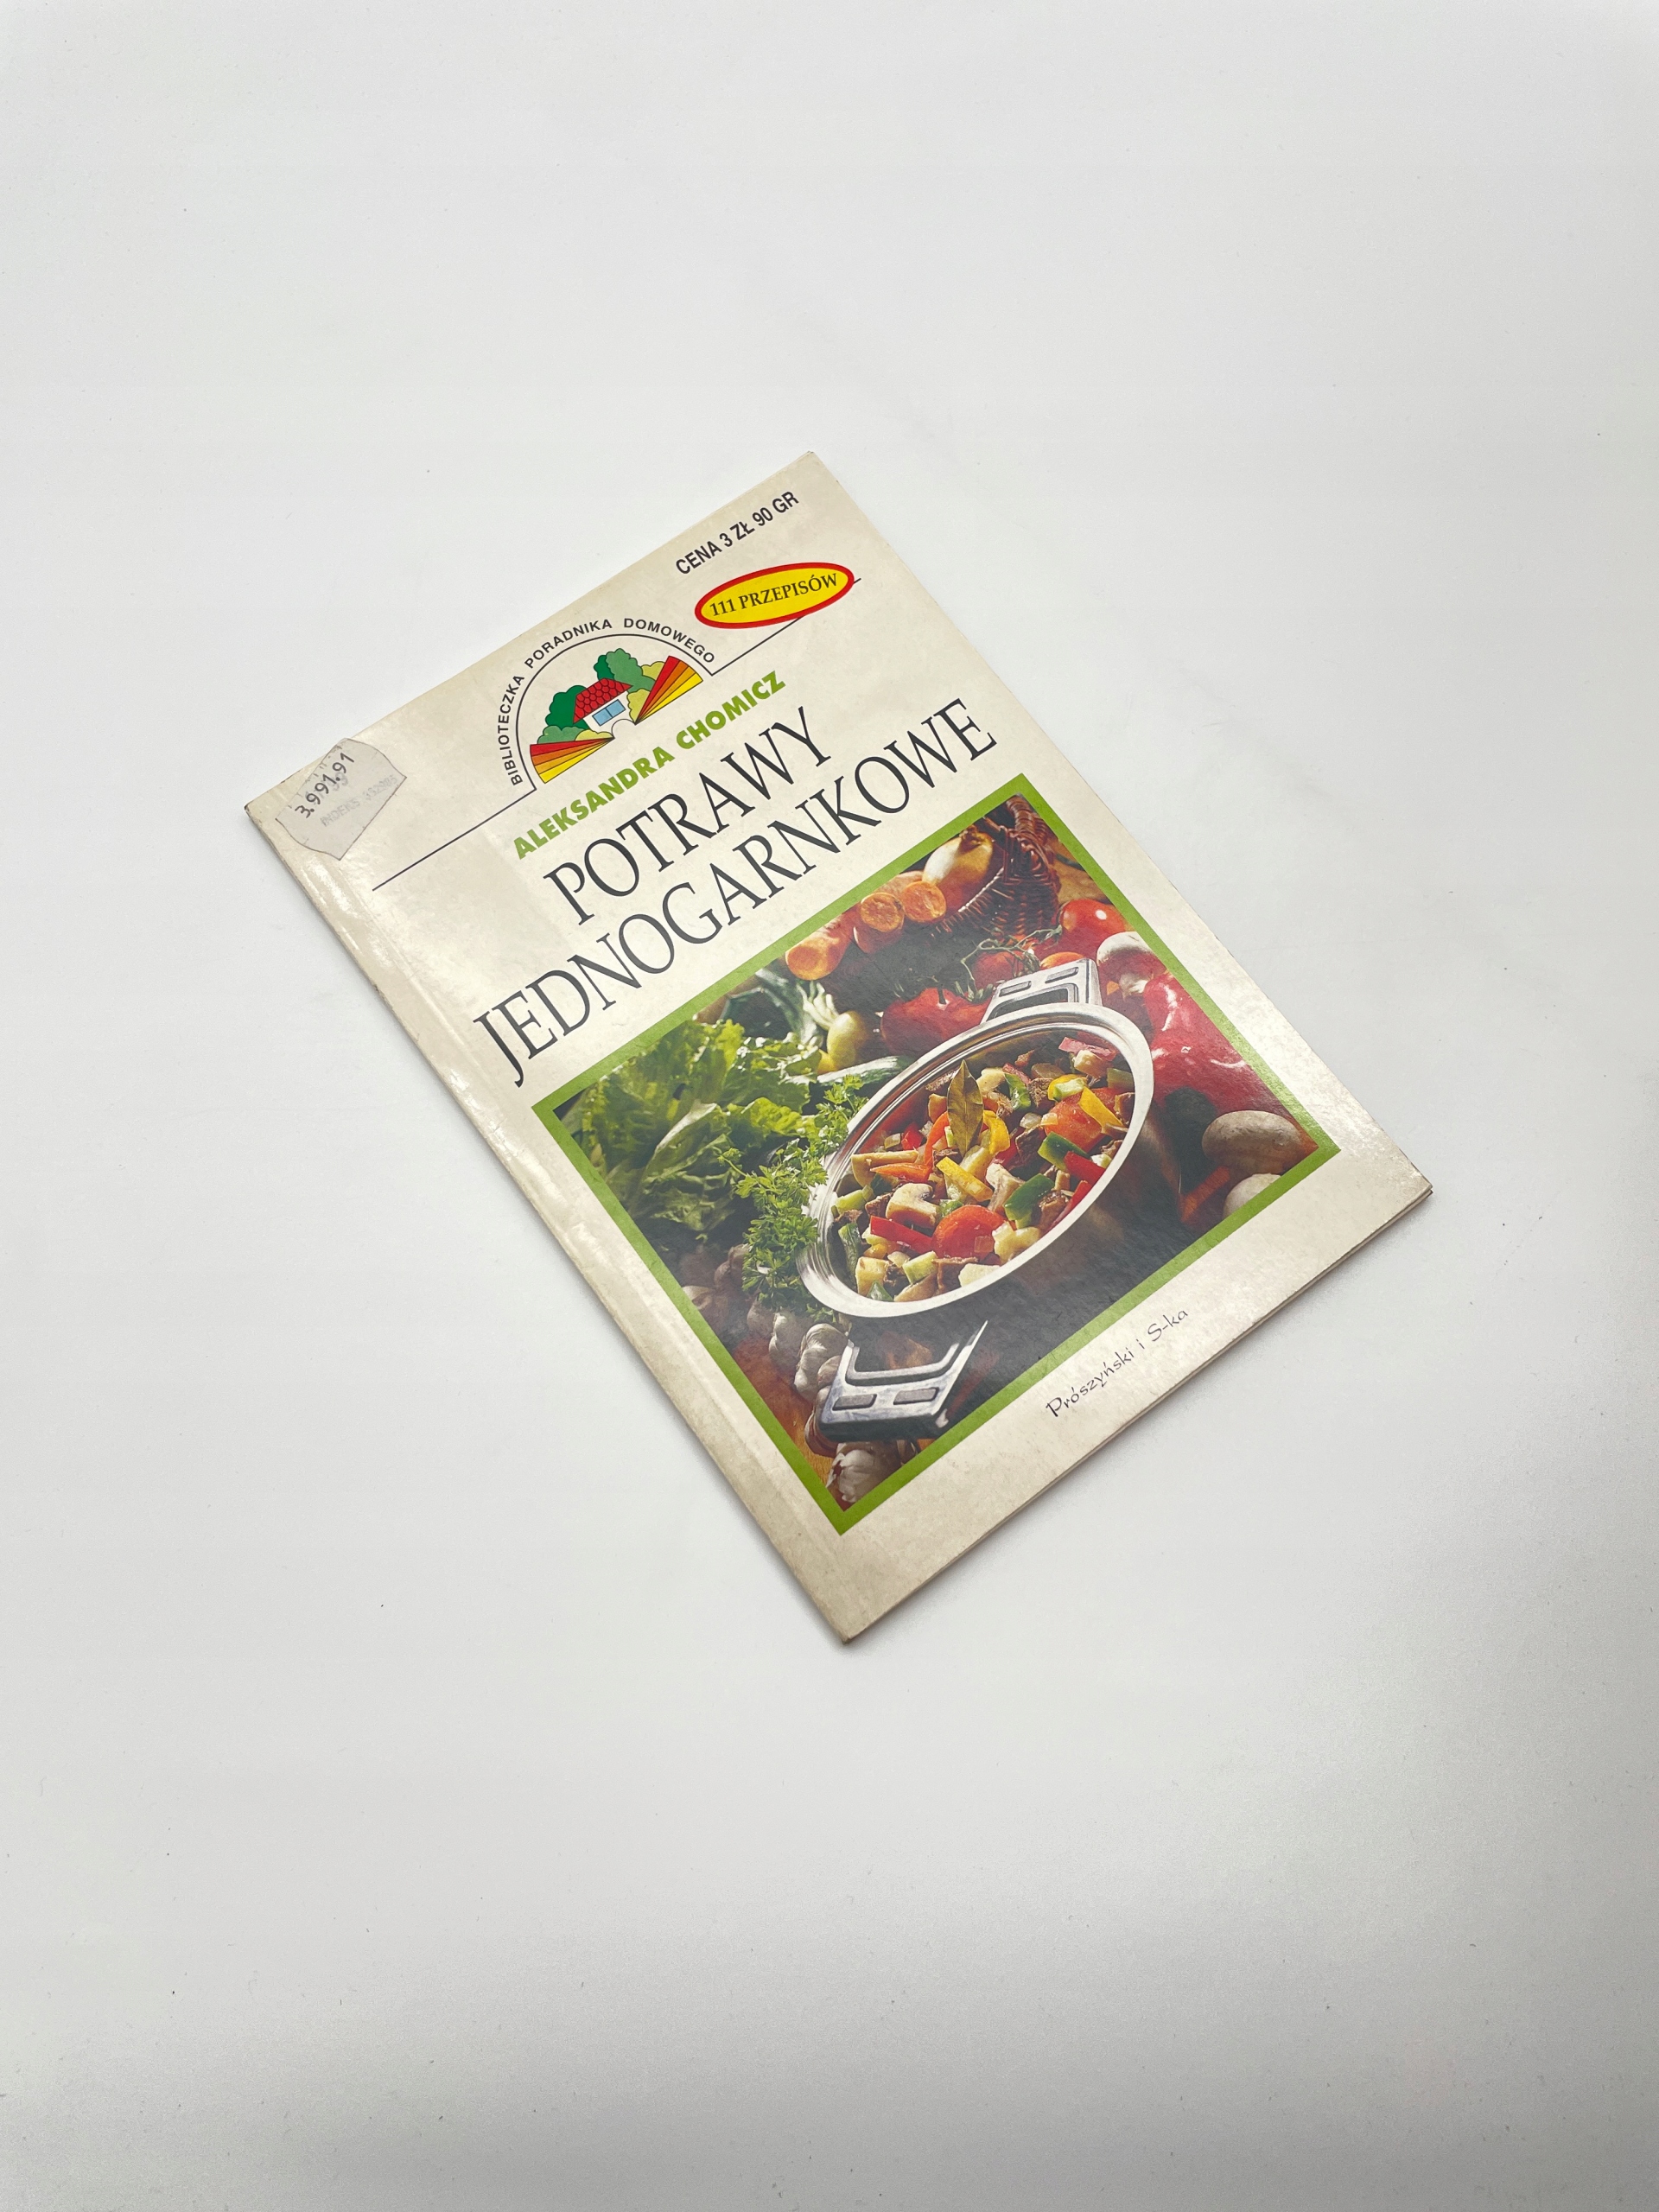 CENA 3 ZŁ 90 GR
111 PRZEPISÓW
BIBLIOTECZKA PORADNIKA DOMOWEGO
ALEKSANDRA CHOMICZ
POTRAWY
JEDNOGARNKOWE
Prószyński i S-ka